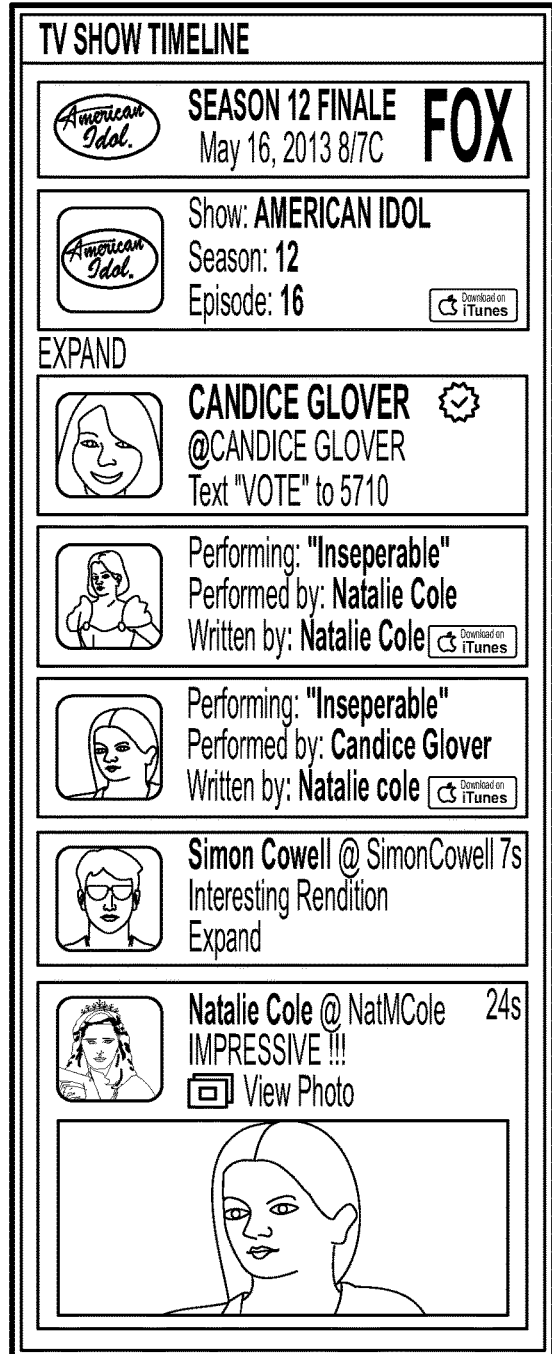 TV SHOW TIMELINE
American
Idol.
SEASON 12 FINALE
May 16, 2013 8/7C
FOX
American
Idol.
Show: AMERICAN IDOL
Season: 12
Episode: 16
Download on
iTunes
EXPAND
CANDICE GLOVER
@CANDICE GLOVER
Text "VOTE" to 5710
Performing: "Inseperable"
Performed by: Natalie Cole
Written by: Natalie Cole
Download on
iTunes
Performing: "Inseperable"
Performed by: Candice Glover
Written by: Natalie cole
Download on
iTunes
Simon Cowell @ SimonCowell 7s
Interesting Rendition
Expand
Natalie Cole @ NatMCole 24s
IMPRESSIVE !!!
View Photo